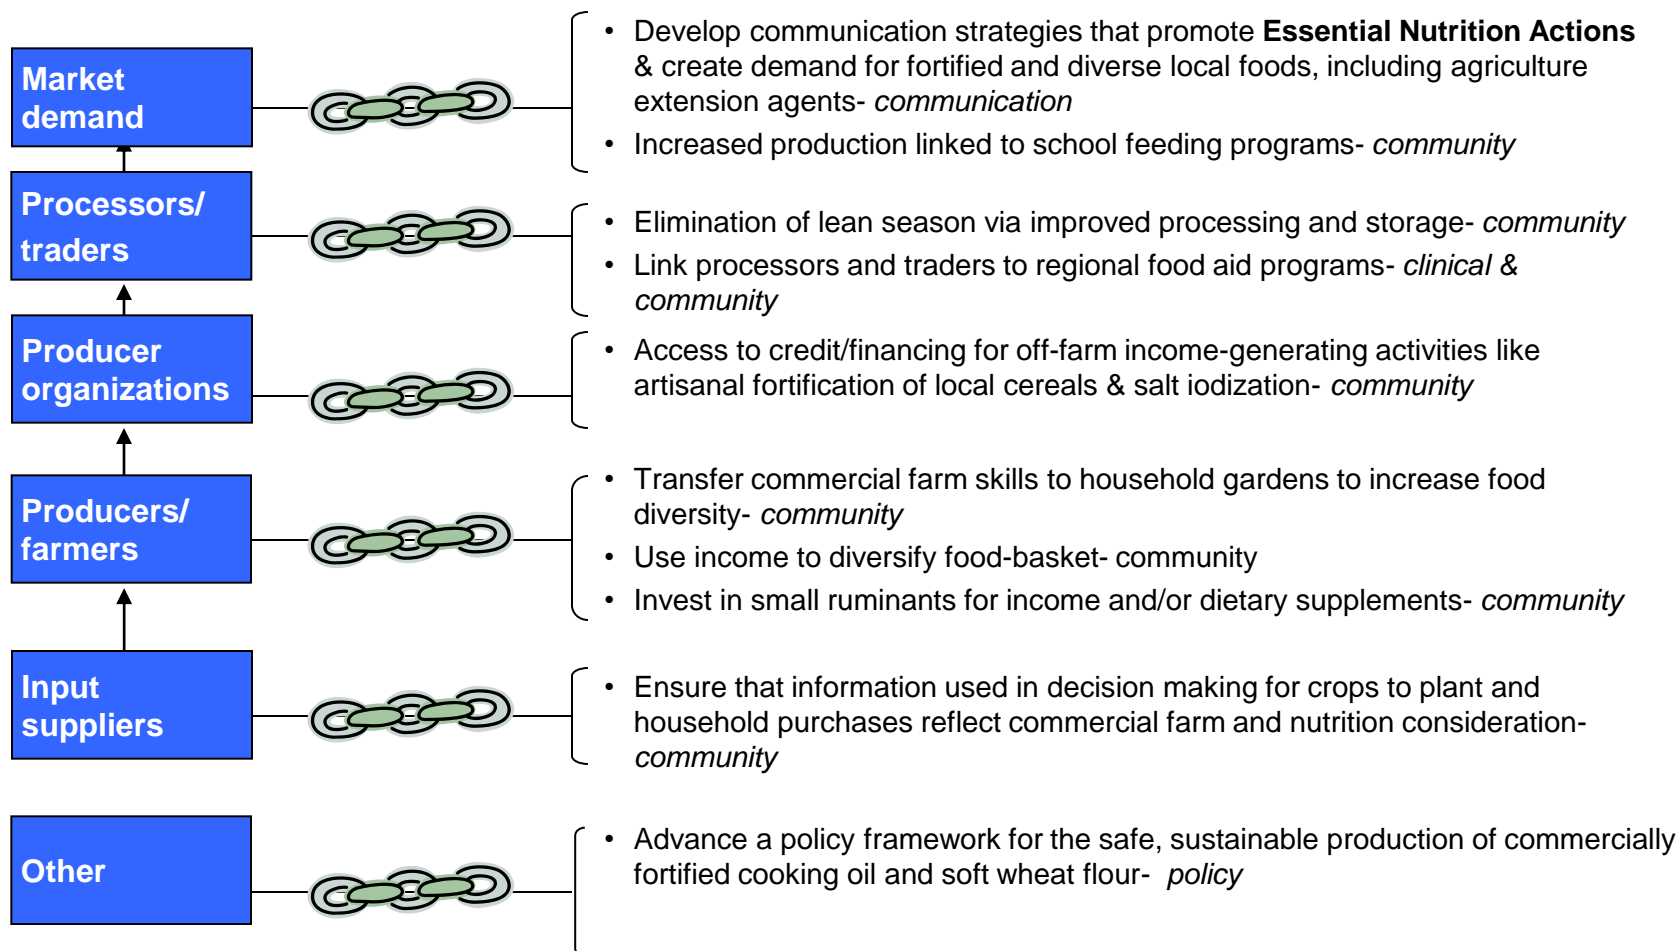 Market
demand
• Develop communication strategies that promote Essential Nutrition Actions
& create demand for fortified and diverse local foods, including agriculture
extension agents- communication
• Increased production linked to school feeding programs- community
Processors/
traders
• Elimination of lean season via improved processing and storage- community
• Link processors and traders to regional food aid programs- clinical &
community
Producer
organizations
• Access to credit/financing for off-farm income-generating activities like
artisanal fortification of local cereals & salt iodization- community
Producers/
farmers
• Transfer commercial farm skills to household gardens to increase food
diversity- community
• Use income to diversify food-basket- community
• Invest in small ruminants for income and/or dietary supplements- community
Input
suppliers
• Ensure that information used in decision making for crops to plant and
household purchases reflect commercial farm and nutrition consideration-
community
Other
• Advance a policy framework for the safe, sustainable production of commercially
fortified cooking oil and soft wheat flour- policy